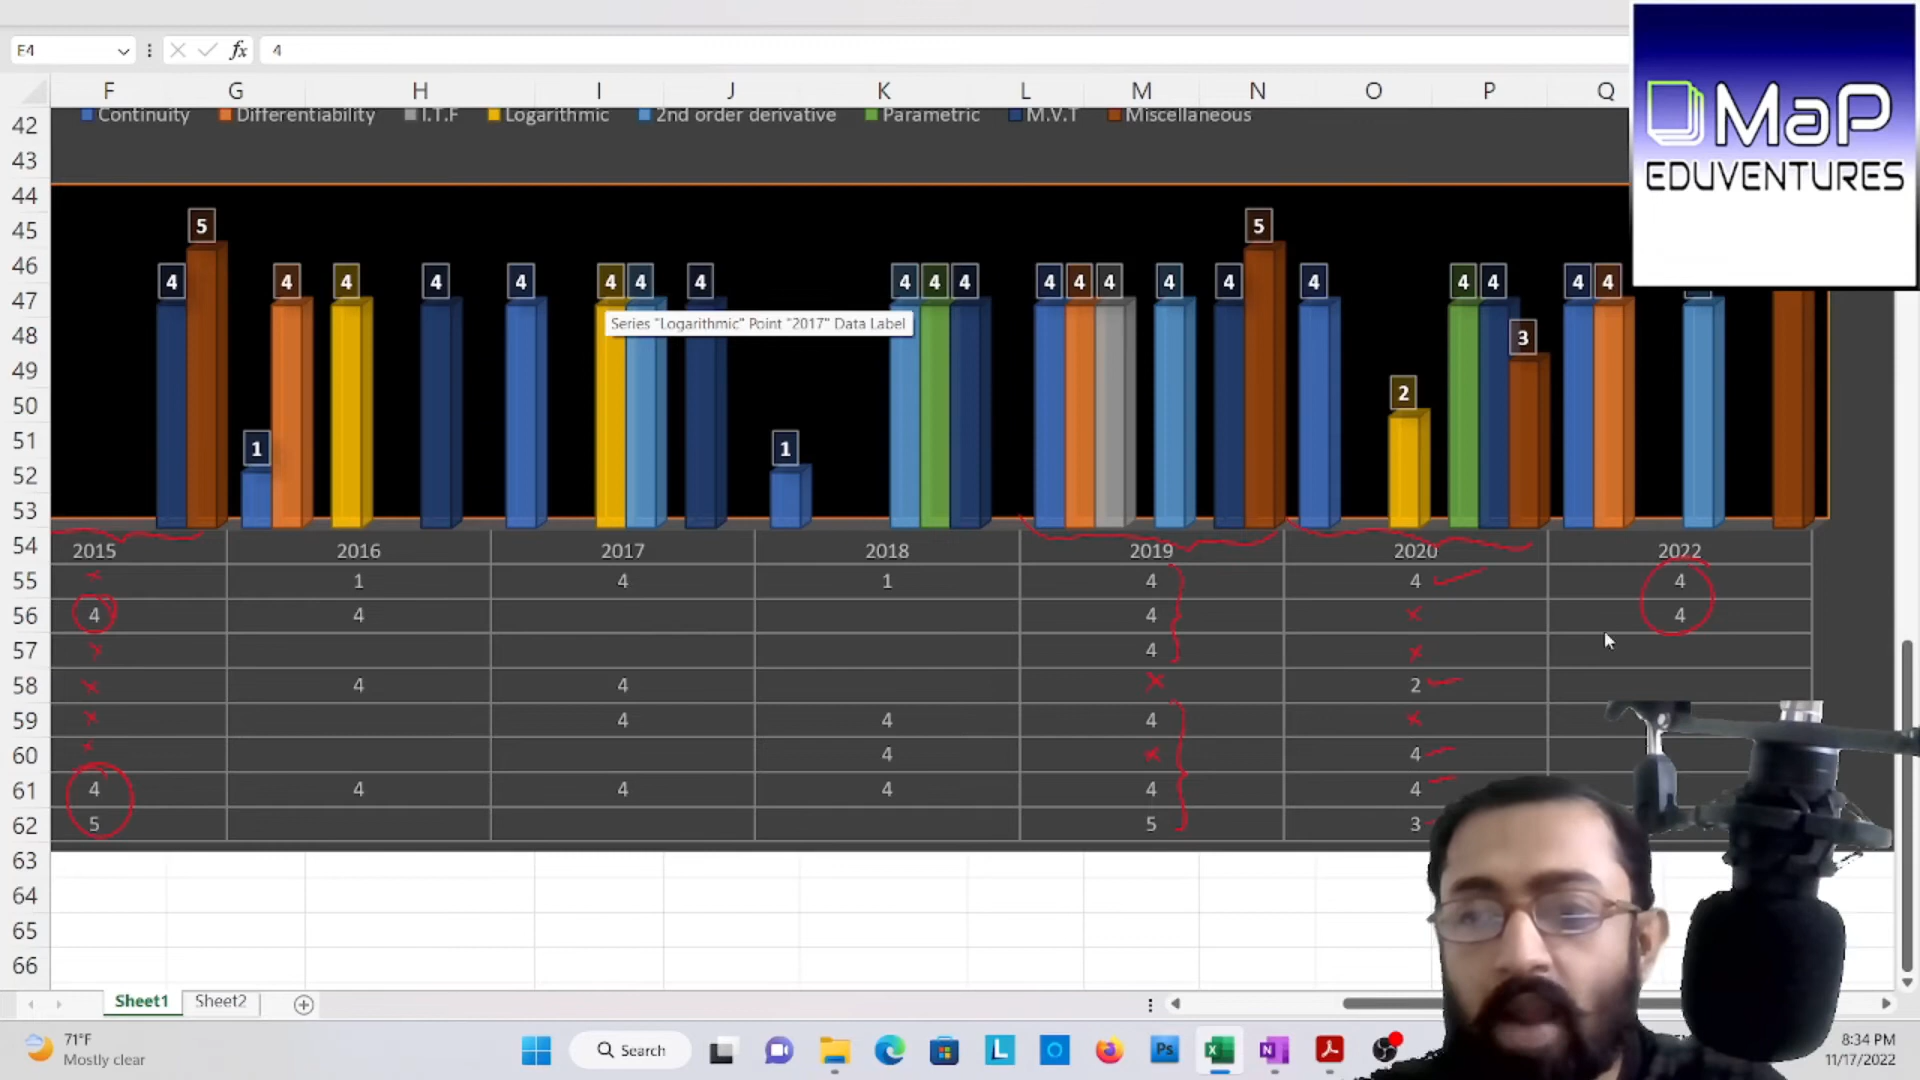 E4 fx 4
F G H I J K L M N O P Q
MaP
EDUVENTURES
42 Continuity Differentiability I.T.F Logarithmic 2nd order derivative Parametric M.V.T Miscellaneous
43
44
45 5 5
46 4 4 4 4 4 4 4 4 4 4 4 4 4 4 4 4 4 4 4 4 4
47
Series "Logarithmic" Point "2017" Data Label
48 3
49
50 2
51 1 1
52
53
54 2015 2016 2017 2018 2019 2020 2022
55 1 4 1 4 4 4
56 4 4 4 4
57 4
58 4 4 2
59 4 4 4
60 4 4
61 4 4 4 4 4 4
62 5 5 3
63
64
65
66
Sheet1 Sheet2
71°F
Mostly clear
Search
L O Ps X N
8:34 PM
11/17/2022